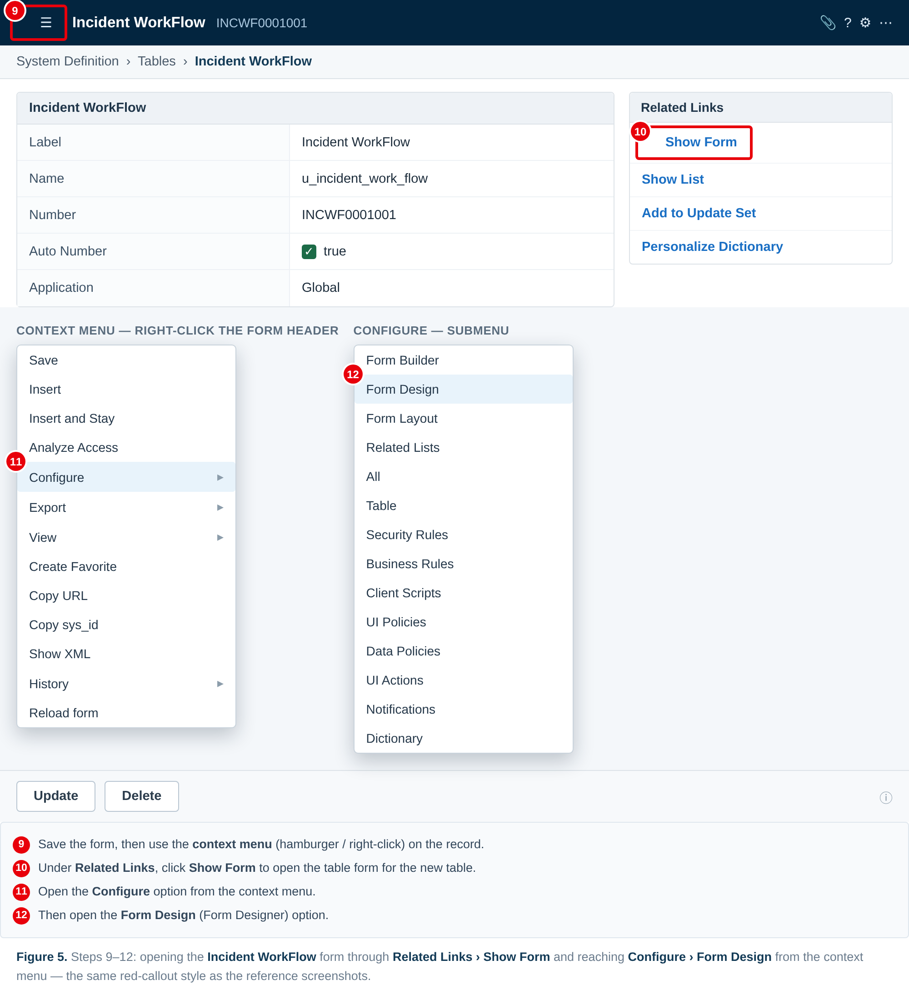 9
☰ Incident WorkFlow INCWF0001001
📎 ? ⚙ ⋯
System Definition › Tables › Incident WorkFlow
Incident WorkFlow
Label Incident WorkFlow
Name u_incident_work_flow
Number INCWF0001001
Auto Number ✓ true
Application Global
Related Links
10 Show Form
Show List
Add to Update Set
Personalize Dictionary
CONTEXT MENU — RIGHT-CLICK THE FORM HEADER
Save
Insert
Insert and Stay
Analyze Access
11
Configure ▶
Export ▶
View ▶
Create Favorite
Copy URL
Copy sys_id
Show XML
History ▶
Reload form
CONFIGURE — SUBMENU
Form Builder
12
Form Design
Form Layout
Related Lists
All
Table
Security Rules
Business Rules
Client Scripts
UI Policies
Data Policies
UI Actions
Notifications
Dictionary
Update Delete ⓘ
9 Save the form, then use the context menu (hamburger / right-click) on the record.
10 Under Related Links, click Show Form to open the table form for the new table.
11 Open the Configure option from the context menu.
12 Then open the Form Design (Form Designer) option.
Figure 5. Steps 9–12: opening the Incident WorkFlow form through Related Links › Show Form and reaching Configure › Form Design from the context
menu — the same red-callout style as the reference screenshots.